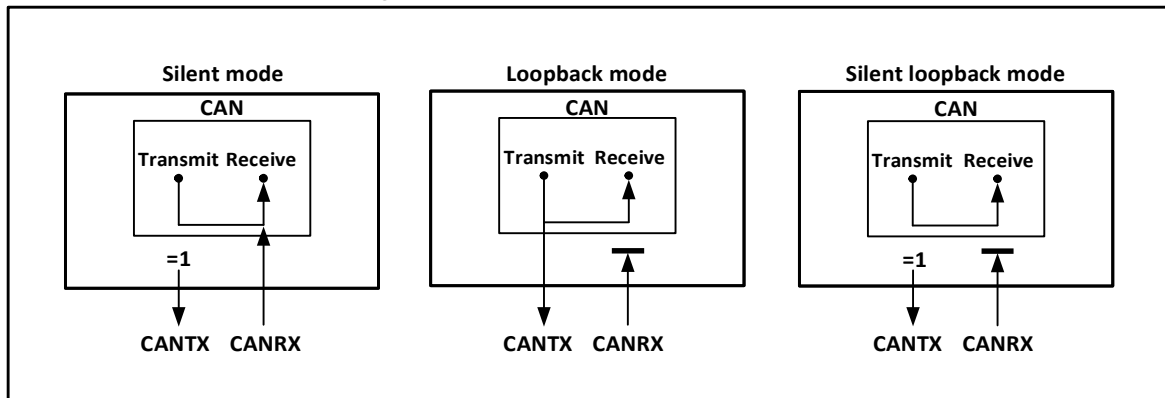 Silent mode
CAN
Transmit Receive
=1
CANTX CANRX
Loopback mode
CAN
Transmit Receive
CANTX CANRX
Silent loopback mode
CAN
Transmit Receive
=1
CANTX CANRX